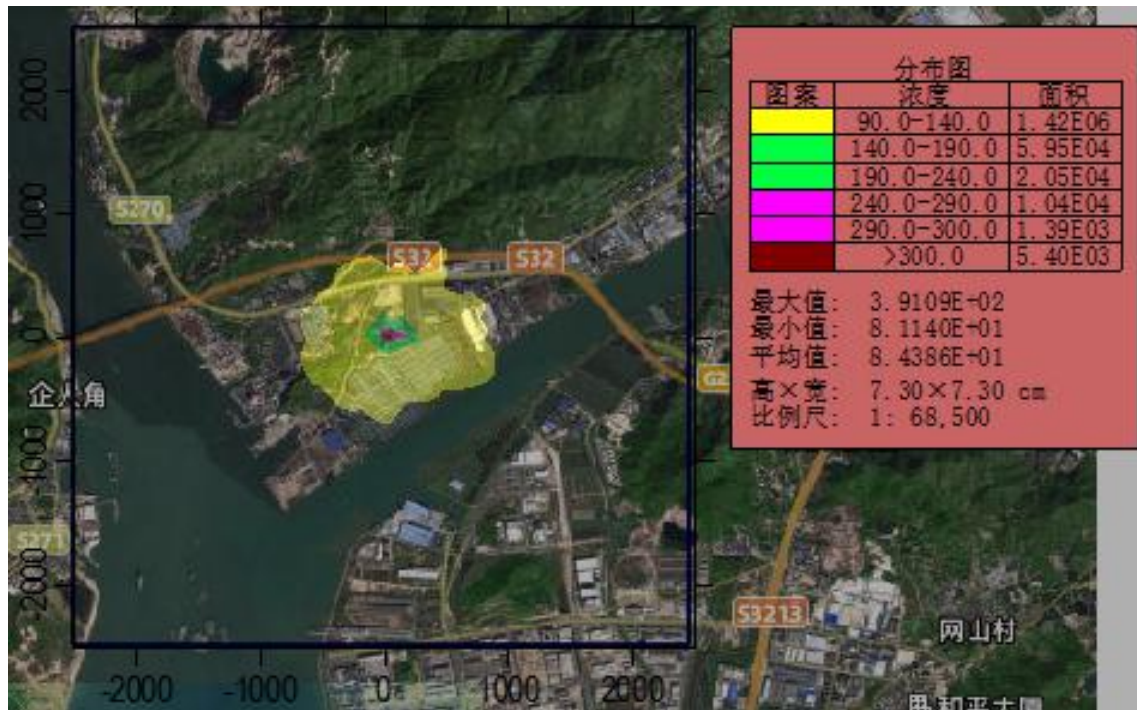 分布图
图案 浓度 面积
90.0-140.0 1.42E06
140.0-190.0 5.95E04
190.0-240.0 2.05E04
240.0-290.0 1.04E04
290.0-300.0 1.39E03
>300.0 5.40E03
最大值: 3.9109E+02
最小值: 8.1140E+01
平均值: 8.4386E+01
高×宽: 7.30×7.30 cm
比例尺: 1: 68,500
2000
S270
1000
S32 S32
0
企人角
-1000
S271
-2000
S3213
网山村
-2000 -1000 0 1000 2000